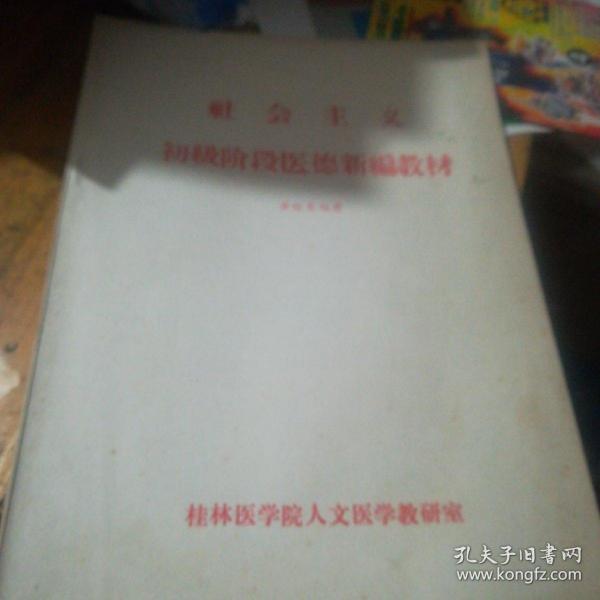 社会主义
初级阶段医德新编教材
桂林医学院人文医学教研室
孔夫子旧书网
www.kongfz.com